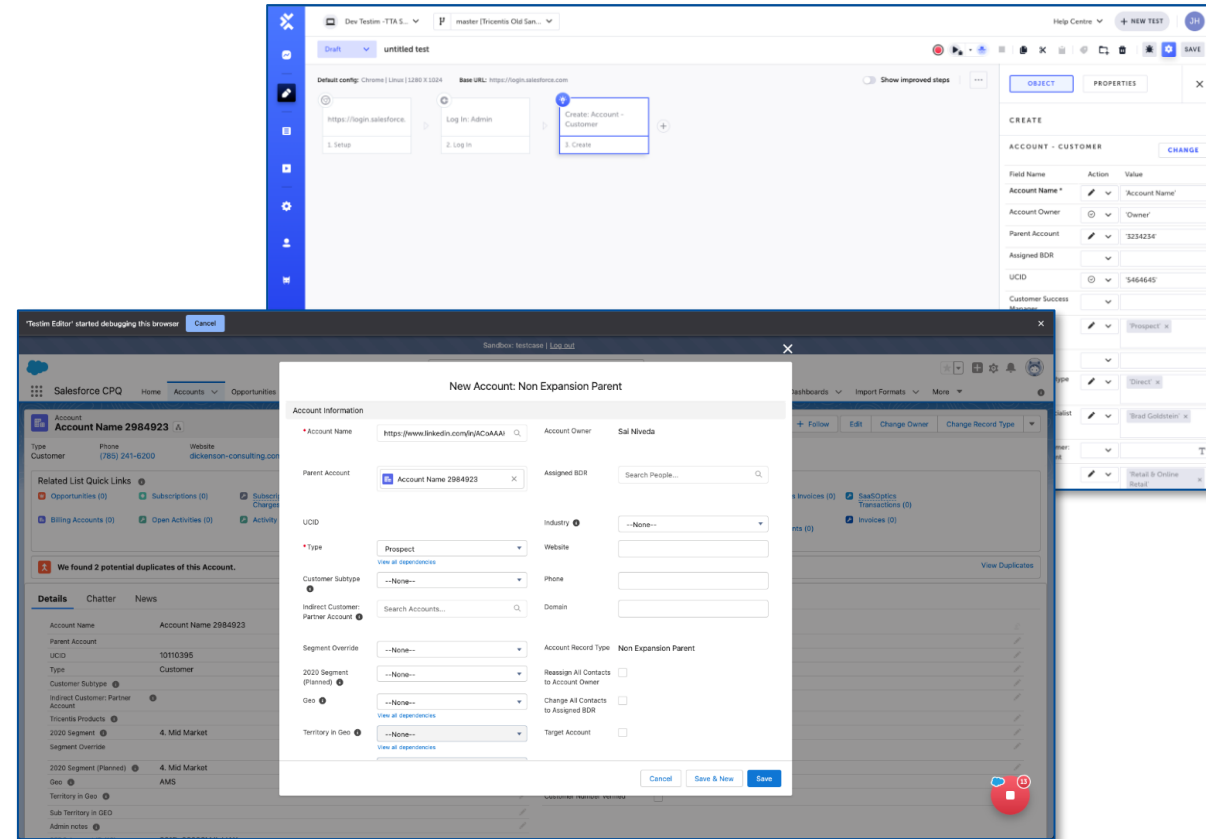 Dev Testim -TTA S... master [Tricentis Old San... Help Centre + NEW TEST JH
Draft untitled test SAVE
Default config: Chrome | Linux | 1280 X 1024 Base URL: https://login.salesforce.com Show improved steps ...
https://login.salesforce.
1. Setup
Log In: Admin
2. Log In
Create: Account -
Customer
3. Create
OBJECT PROPERTIES
CREATE
ACCOUNT - CUSTOMER CHANGE
Field Name Action Value
Account Name * 'Account Name'
Account Owner 'Owner'
Parent Account '3234234'
Assigned BDR
UCID '5464645'
Customer Success
'Prospect' ×
type 'Direct' ×
'Brad Goldstein' ×
'Retail & Online
Retail' ×
'Testim Editor' started debugging this browser Cancel
Sandbox: testcase | Log out
Salesforce CPQ Home Accounts Opportunities Dashboards Import Formats More
Account
Account Name 2984923
+ Follow Edit Change Owner Change Record Type
Type Phone Website
Customer (785) 241-6200 dickenson-consulting.com
Related List Quick Links
Opportunities (0) Subscriptions (0) Subscrip
Charges
Invoices (0) SaaSOptics
Transactions (0)
Billing Accounts (0) Open Activities (0) Activity
nts (0) Invoices (0)
We found 2 potential duplicates of this Account. View Duplicates
Details Chatter News
Account Name Account Name 2984923
Parent Account
UCID 10110395
Type Customer
Customer Subtype
Indirect Customer: Partner
Account
Tricentis Products
2020 Segment 4. Mid Market
Segment Override
2020 Segment (Planned) 4. Mid Market
Geo AMS
Territory in Geo
Sub Territory in GEO
Admin notes
New Account: Non Expansion Parent
Account Information
*Account Name https://www.linkedin.com/in/ACoAAAI Account Owner Sai Niveda
Parent Account Account Name 2984923 × Assigned BDR Search People...
UCID Industry --None--
*Type Prospect Website
View all dependencies
Customer Subtype --None-- Phone
Indirect Customer:
Partner Account Search Accounts... Domain
Segment Override --None-- Account Record Type Non Expansion Parent
2020 Segment
(Planned) --None-- Reassign All Contacts
to Account Owner
Geo --None-- Change All Contacts
to Assigned BDR
View all dependencies
Territory in Geo --None-- Target Account
View all dependencies
Cancel Save & New Save
13